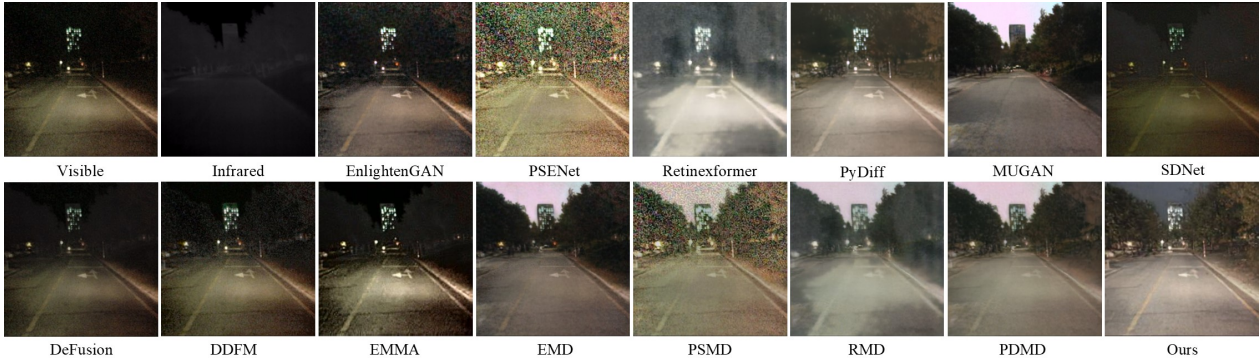 Visible Infrared EnlightenGAN PSENet Retinexformer PyDiff MUGAN SDNet
DeFusion DDFM EMMA EMD PSMD RMD PDMD Ours